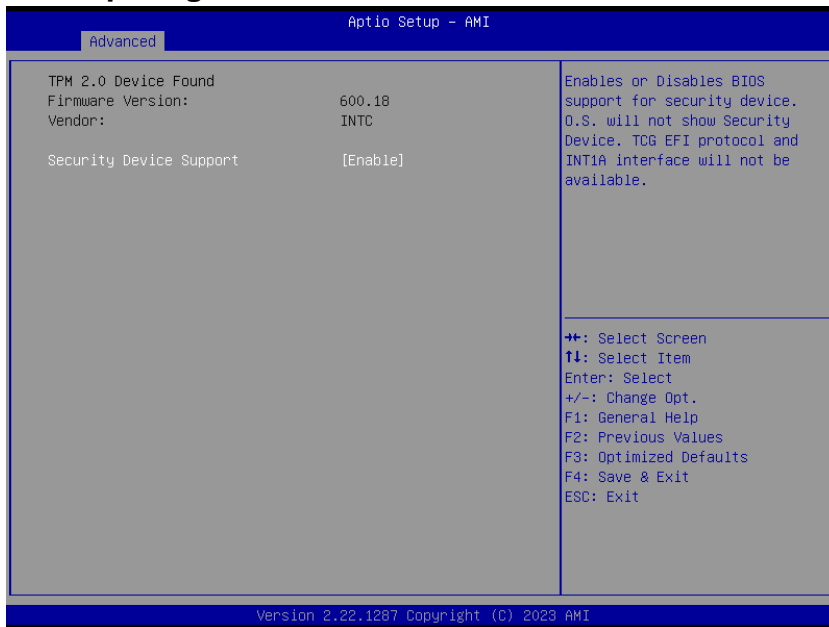 Aptio Setup – AMI
Advanced
TPM 2.0 Device Found
Firmware Version: 600.18
Vendor: INTC
Security Device Support [Enable]
Enables or Disables BIOS
support for security device.
O.S. will not show Security
Device. TCG EFI protocol and
INT1A interface will not be
available.
→←: Select Screen
↑↓: Select Item
Enter: Select
+/-: Change Opt.
F1: General Help
F2: Previous Values
F3: Optimized Defaults
F4: Save & Exit
ESC: Exit
Version 2.22.1287 Copyright (C) 2023 AMI